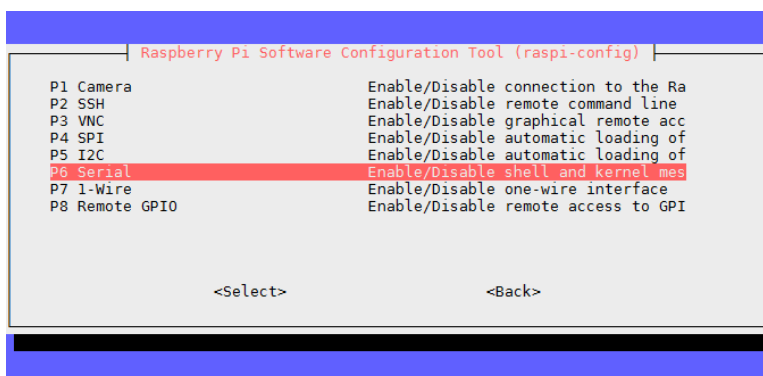 Raspberry Pi Software Configuration Tool (raspi-config)
P1 Camera Enable/Disable connection to the Ra
P2 SSH Enable/Disable remote command line
P3 VNC Enable/Disable graphical remote acc
P4 SPI Enable/Disable automatic loading of
P5 I2C Enable/Disable automatic loading of
P6 Serial Enable/Disable shell and kernel mes
P7 1-Wire Enable/Disable one-wire interface
P8 Remote GPIO Enable/Disable remote access to GPI
<Select> <Back>